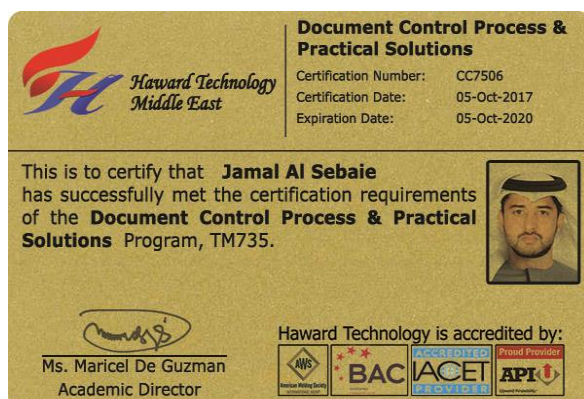 Haward Technology
Middle East
Document Control Process &
Practical Solutions
Certification Number: CC7506
Certification Date: 05-Oct-2017
Expiration Date: 05-Oct-2020
This is to certify that Jamal Al Sebaie
has successfully met the certification requirements
of the Document Control Process & Practical
Solutions Program, TM735.
Ms. Maricel De Guzman
Academic Director
Haward Technology is accredited by:
AWS
American Welding Society
BAC
ACCREDITED
IACET
PROVIDER
Proud Provider
API